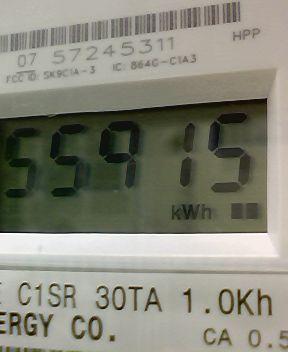 07 57245311
HPP
FCC ID: SK9C1A-3 IC: 864G-C1A3
55915
kWh
C1SR 30TA 1.0Kh
ERGY CO.
CA 0.5